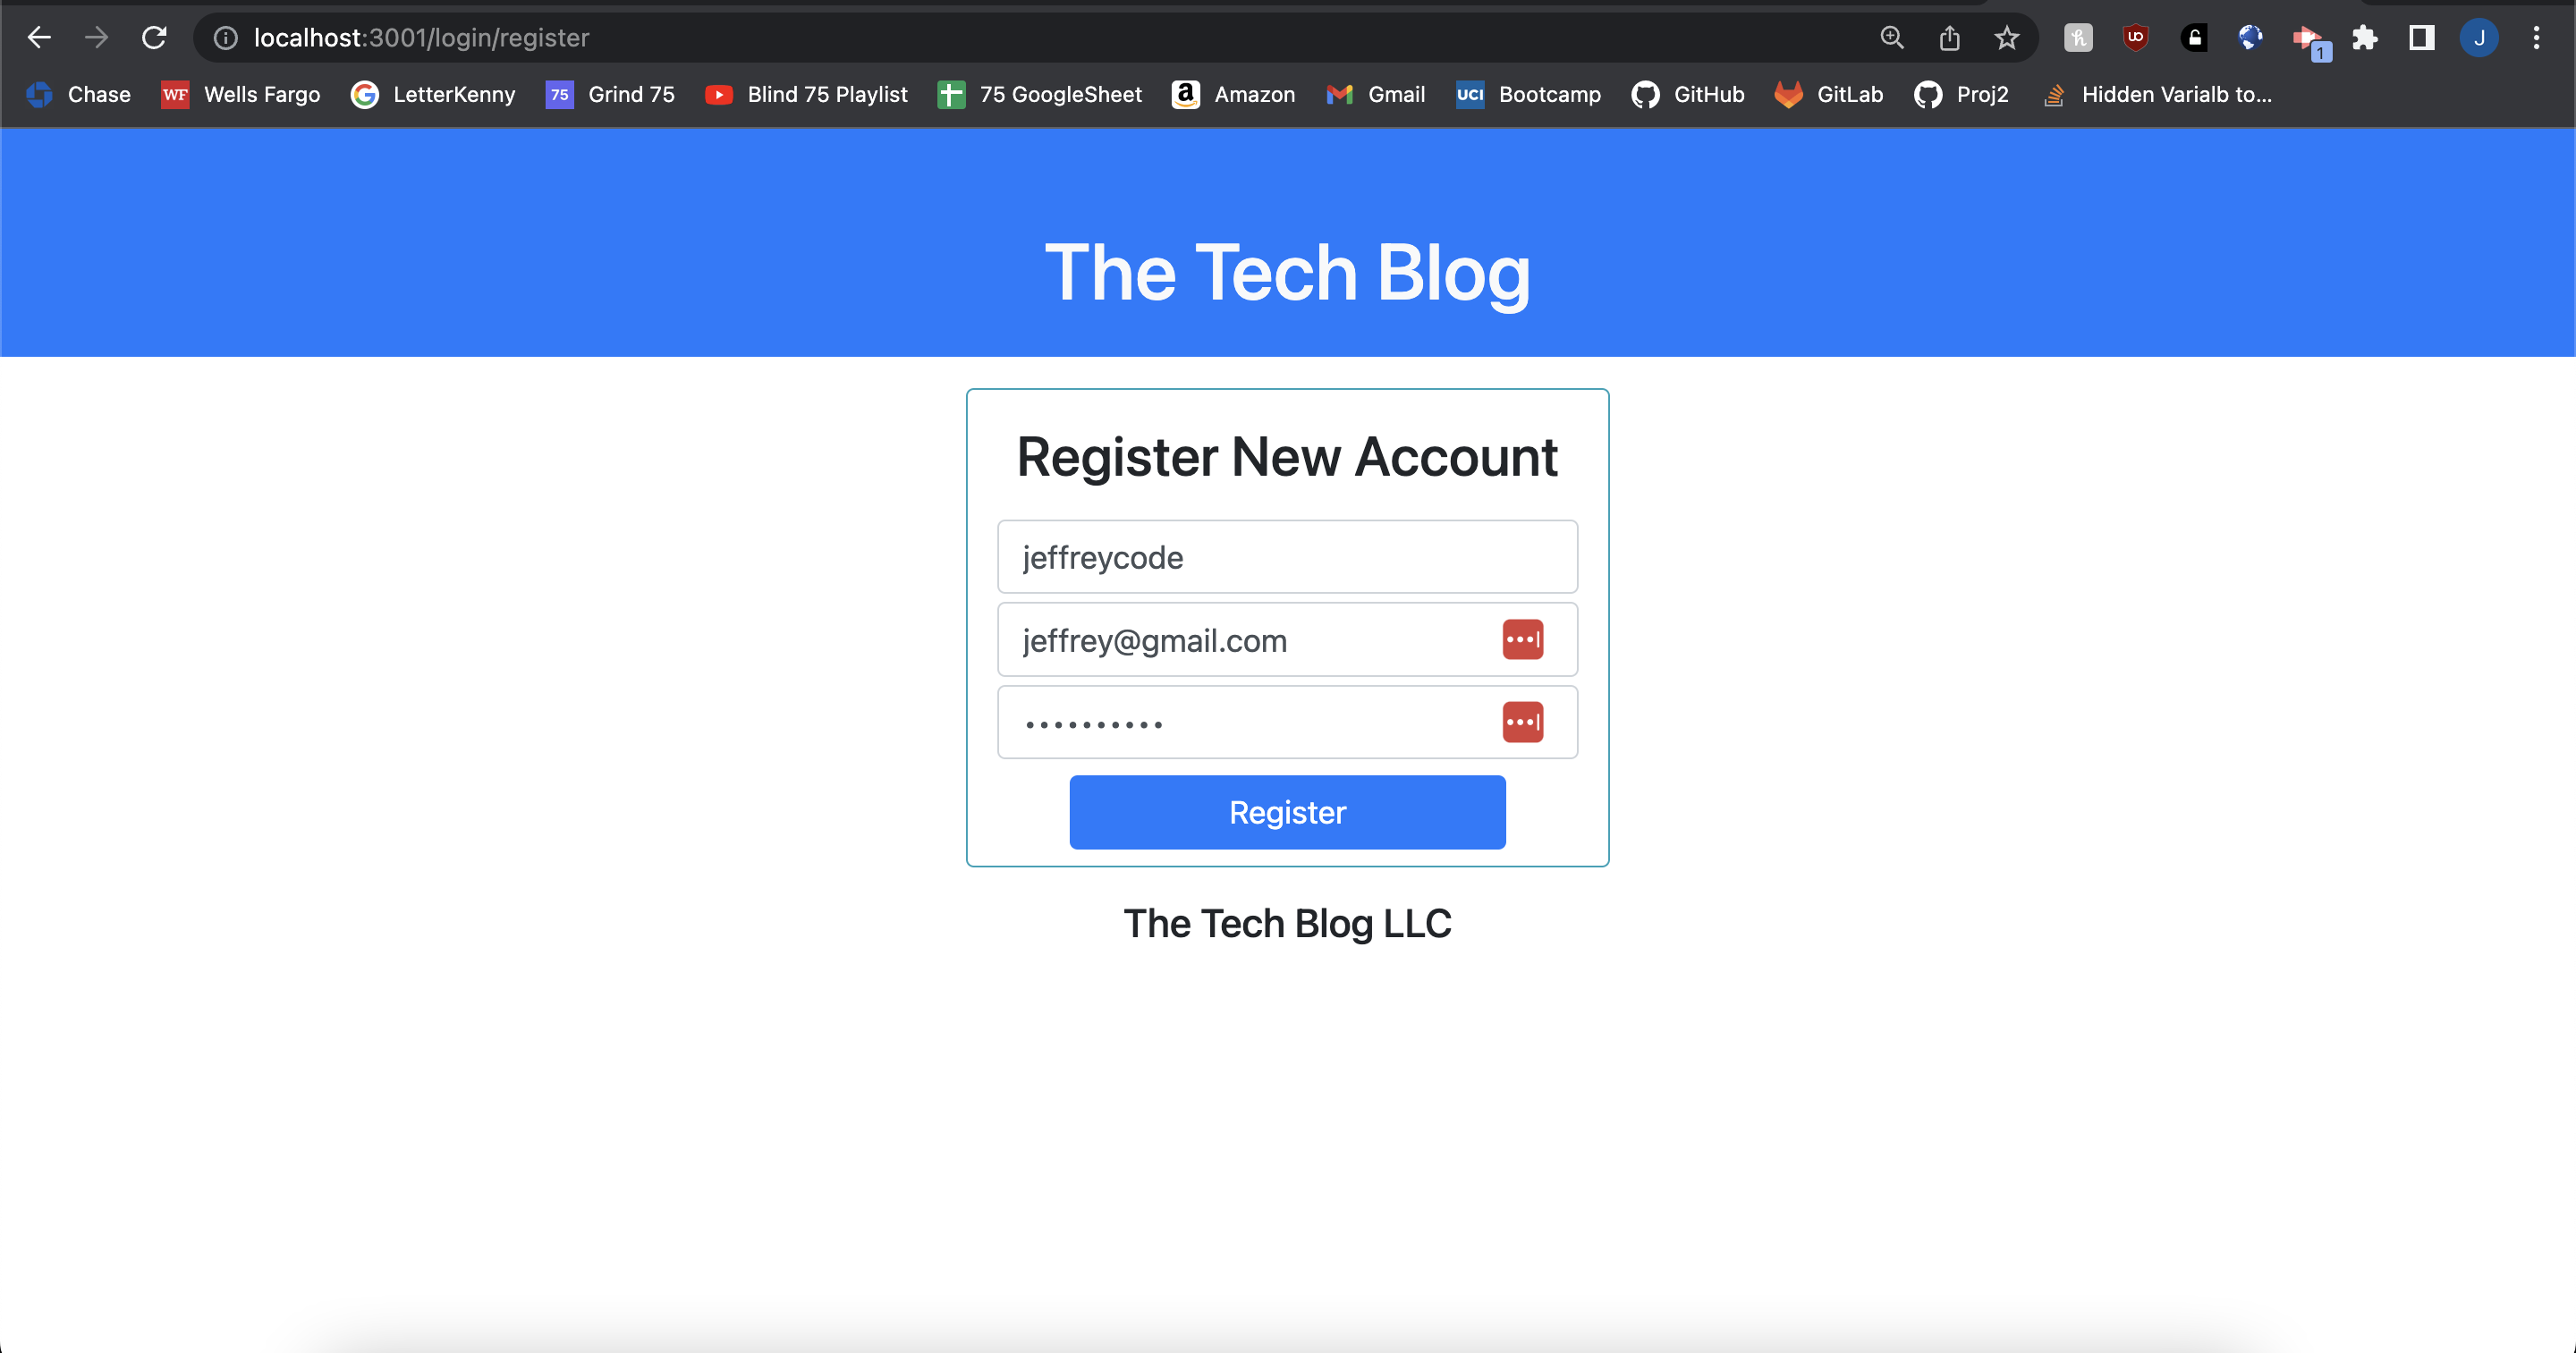 localhost:3001/login/register
1
J
Chase
WF Wells Fargo
LetterKenny
75 Grind 75
Blind 75 Playlist
75 GoogleSheet
Amazon
Gmail
UCI Bootcamp
GitHub
GitLab
Proj2
Hidden Varialb to...
The Tech Blog
Register New Account
jeffreycode
jeffrey@gmail.com
••••••••••
Register
The Tech Blog LLC